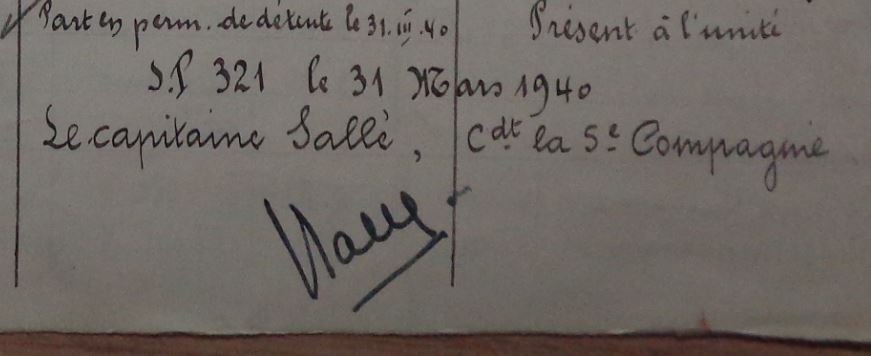 Part en perm. de détente le 31.III.40
Présent à l'unité
S.P 321 le 31 Mars 1940
Le capitaine Sallé, Cdt la 5e Compagnie